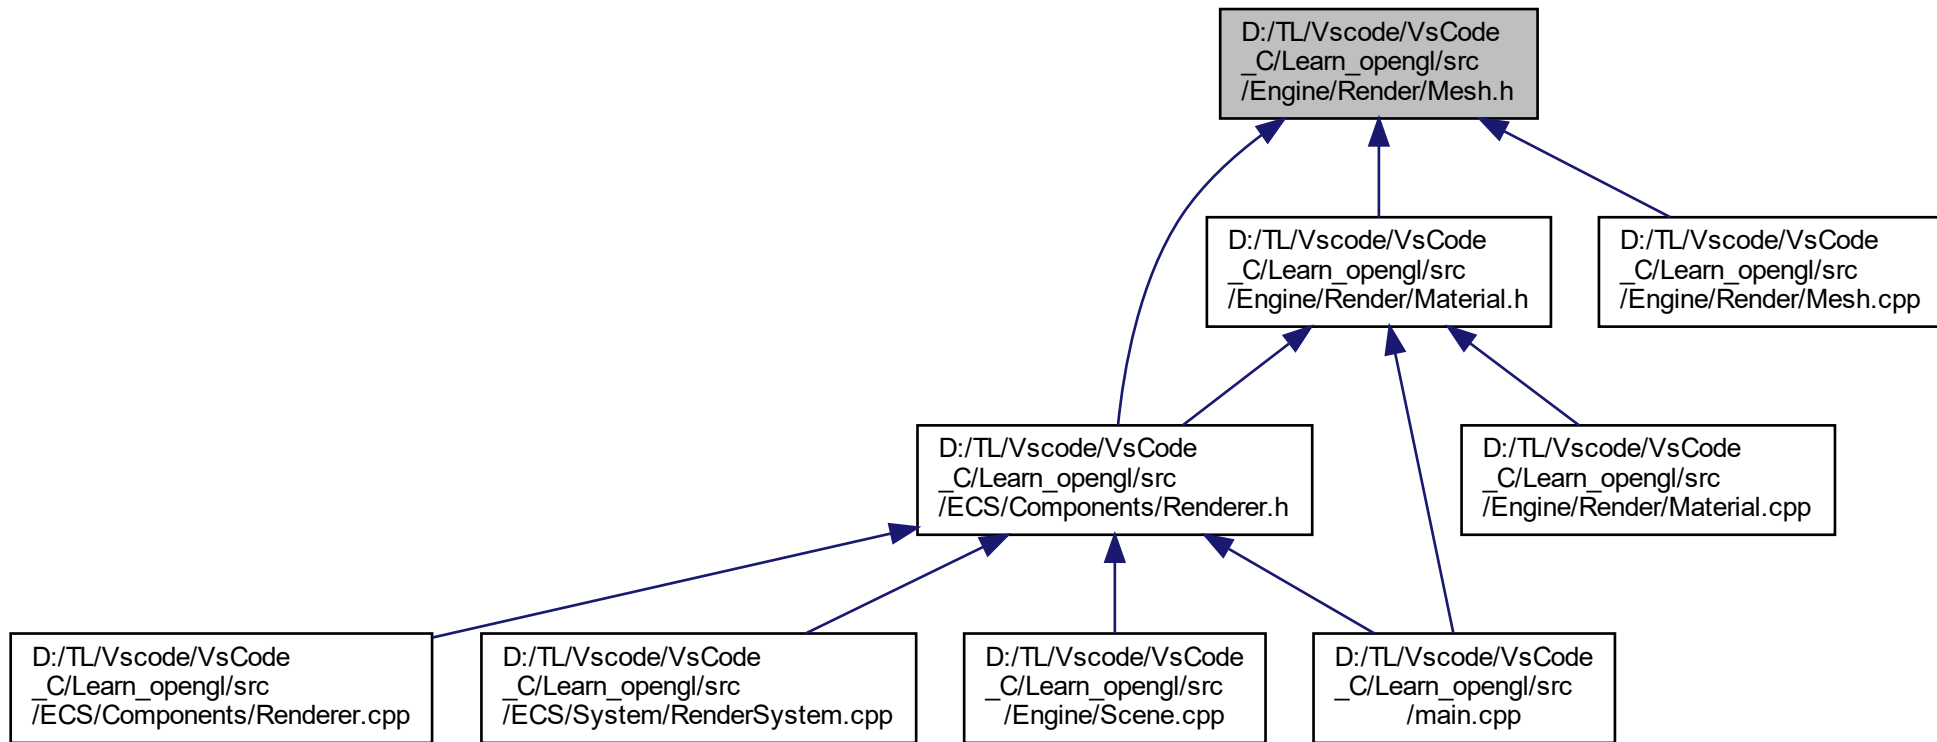 D:/TL/Vscode/VsCode
_C/Learn_opengl/src
/Engine/Render/Mesh.h
D:/TL/Vscode/VsCode
_C/Learn_opengl/src
/Engine/Render/Material.h
D:/TL/Vscode/VsCode
_C/Learn_opengl/src
/Engine/Render/Mesh.cpp
D:/TL/Vscode/VsCode
_C/Learn_opengl/src
/ECS/Components/Renderer.h
D:/TL/Vscode/VsCode
_C/Learn_opengl/src
/Engine/Render/Material.cpp
D:/TL/Vscode/VsCode
_C/Learn_opengl/src
/ECS/Components/Renderer.cpp
D:/TL/Vscode/VsCode
_C/Learn_opengl/src
/ECS/System/RenderSystem.cpp
D:/TL/Vscode/VsCode
_C/Learn_opengl/src
/Engine/Scene.cpp
D:/TL/Vscode/VsCode
_C/Learn_opengl/src
/main.cpp